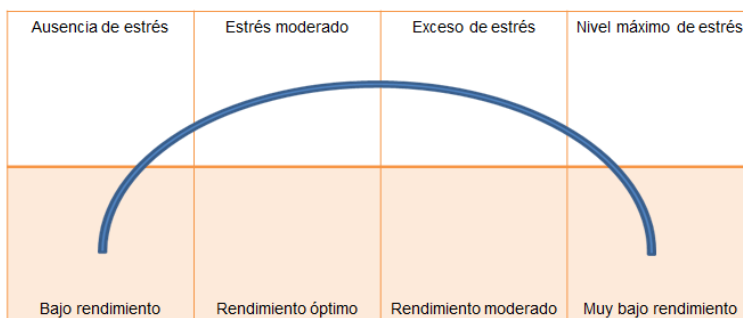 Ausencia de estrés
Estrés moderado
Exceso de estrés
Nivel máximo de estrés
Bajo rendimiento
Rendimiento óptimo
Rendimiento moderado
Muy bajo rendimiento